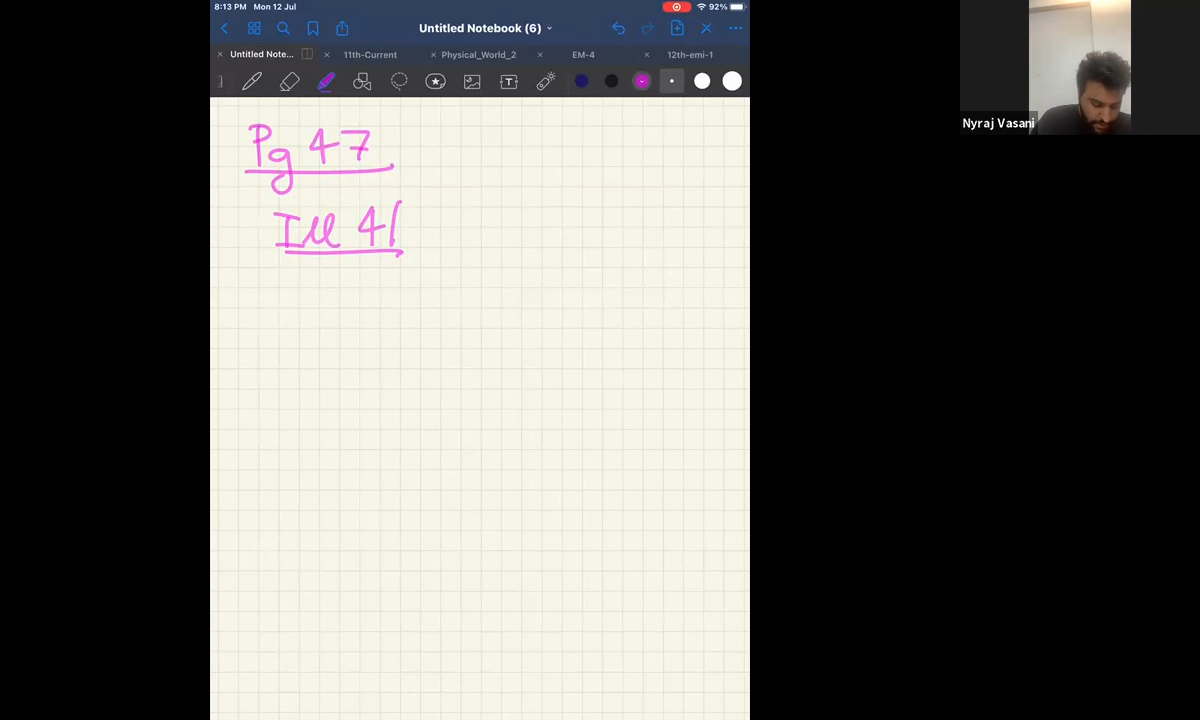 8:13 PM Mon 12 Jul
92%
Untitled Notebook (6)
Untitled Note...
11th-Current
Physical_World_2
EM-4
12th-emi-1
Pg 47
Ill 41
Nyraj Vasani